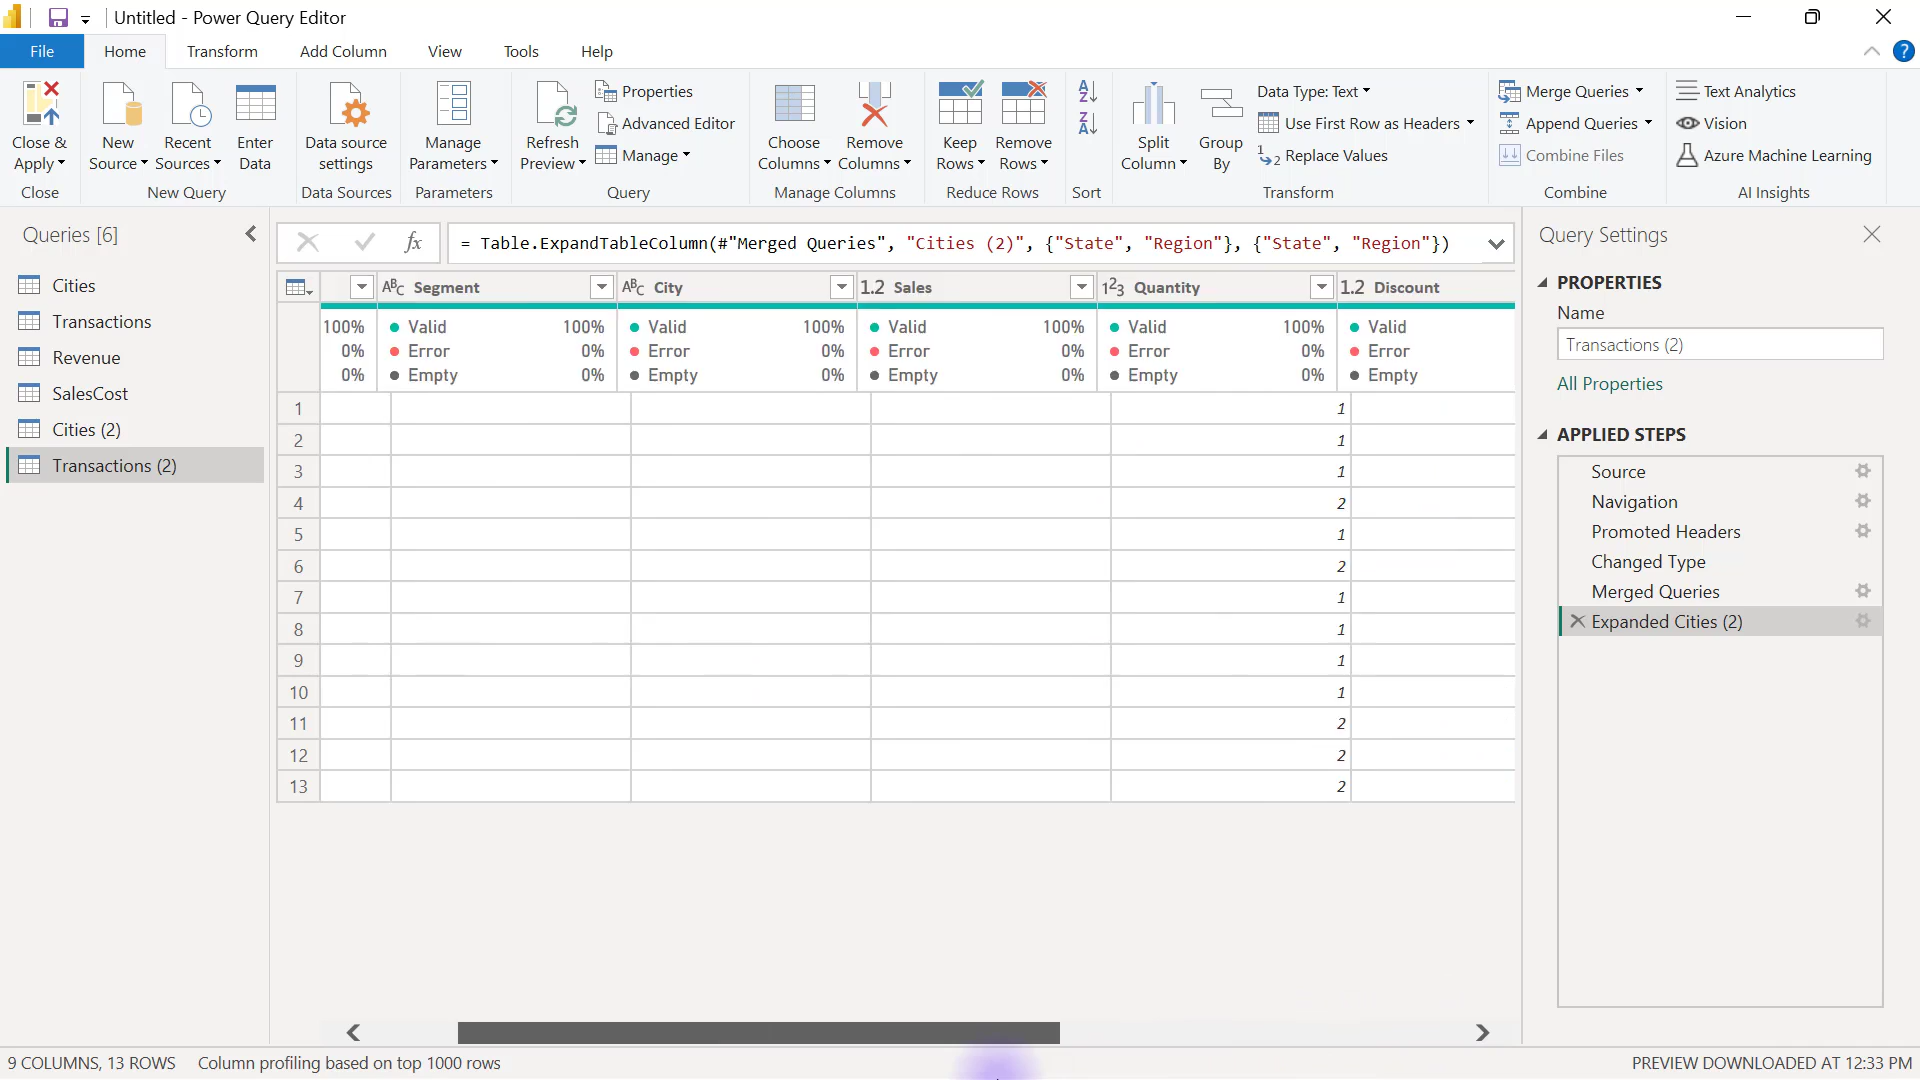 Untitled - Power Query Editor
File Home Transform Add Column View Tools Help ?
Close & Apply
New Source
Recent Sources
Enter Data
Data source settings
Manage Parameters
Refresh Preview
Properties
Advanced Editor
Manage
Choose Columns
Remove Columns
Keep Rows
Remove Rows
A Z
Z A
Split Column
Group By
Data Type: Text
Use First Row as Headers
1 2 Replace Values
Merge Queries
Append Queries
Combine Files
Text Analytics
Vision
Azure Machine Learning
Close New Query Data Sources Parameters Query Manage Columns Reduce Rows Sort Transform Combine AI Insights
Queries [6]
Cities
Transactions
Revenue
SalesCost
Cities (2)
Transactions (2)
fx = Table.ExpandTableColumn(#"Merged Queries", "Cities (2)", {"State", "Region"}, {"State", "Region"})
ABC Segment ABC City 1.2 Sales 123 Quantity 1.2 Discount
100% Valid 100% Valid 100% Valid 100% Valid 100% Valid
0% Error 0% Error 0% Error 0% Error 0% Error
0% Empty 0% Empty 0% Empty 0% Empty 0% Empty
1 1
2 1
3 1
4 2
5 1
6 2
7 1
8 1
9 1
10 1
11 2
12 2
13 2
Query Settings
PROPERTIES
Name
Transactions (2)
All Properties
APPLIED STEPS
Source
Navigation
Promoted Headers
Changed Type
Merged Queries
Expanded Cities (2)
9 COLUMNS, 13 ROWS Column profiling based on top 1000 rows PREVIEW DOWNLOADED AT 12:33 PM